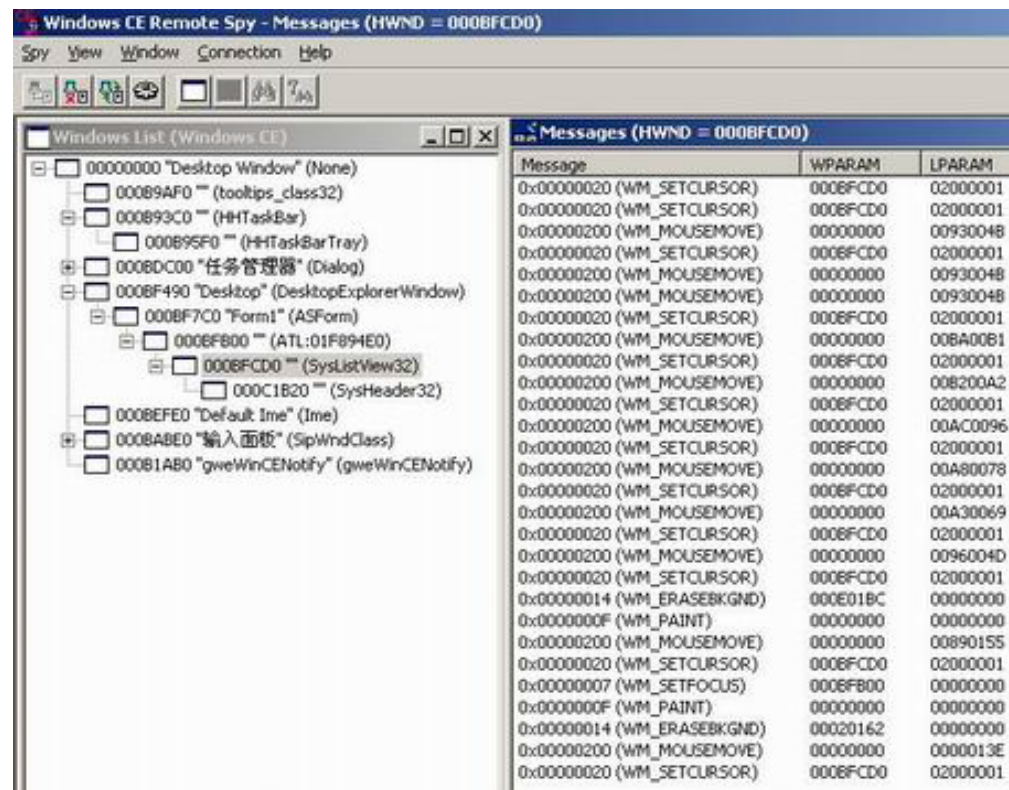 Windows CE Remote Spy - Messages (HWND = 000BFCD0)
Spy View Window Connection Help
Windows List (Windows CE)
00000000 "Desktop Window" (None)
000B9AF0 "" (tooltips_class32)
000B93C0 "" (HHTaskBar)
000B95F0 "" (HHTaskBarTray)
000BDC00 "任务管理器" (Dialog)
000BF490 "Desktop" (DesktopExplorerWindow)
000BF7C0 "Form1" (ASForm)
000BFB00 "" (ATL:01F894E0)
000BFCD0 "" (SysListView32)
000C1B20 "" (SysHeader32)
000BEFE0 "Default Ime" (Ime)
000BABE0 "输入面板" (SipWndClass)
000B1AB0 "gweWinCENotify" (gweWinCENotify)
Messages (HWND = 000BFCD0)
Message WPARAM LPARAM
0x00000020 (WM_SETCURSOR) 000BFCD0 02000001
0x00000020 (WM_SETCURSOR) 000BFCD0 02000001
0x00000200 (WM_MOUSEMOVE) 00000000 0093004B
0x00000020 (WM_SETCURSOR) 000BFCD0 02000001
0x00000200 (WM_MOUSEMOVE) 00000000 0093004B
0x00000200 (WM_MOUSEMOVE) 00000000 0093004B
0x00000020 (WM_SETCURSOR) 000BFCD0 02000001
0x00000200 (WM_MOUSEMOVE) 00000000 00BA00B1
0x00000020 (WM_SETCURSOR) 000BFCD0 02000001
0x00000200 (WM_MOUSEMOVE) 00000000 00B200A2
0x00000020 (WM_SETCURSOR) 000BFCD0 02000001
0x00000200 (WM_MOUSEMOVE) 00000000 00AC0096
0x00000020 (WM_SETCURSOR) 000BFCD0 02000001
0x00000200 (WM_MOUSEMOVE) 00000000 00A80078
0x00000020 (WM_SETCURSOR) 000BFCD0 02000001
0x00000200 (WM_MOUSEMOVE) 00000000 00A30069
0x00000020 (WM_SETCURSOR) 000BFCD0 02000001
0x00000200 (WM_MOUSEMOVE) 00000000 0096004D
0x00000020 (WM_SETCURSOR) 000BFCD0 02000001
0x00000014 (WM_ERASEBKGND) 000E01BC 00000000
0x0000000F (WM_PAINT) 00000000 00000000
0x00000200 (WM_MOUSEMOVE) 00000000 00890155
0x00000020 (WM_SETCURSOR) 000BFCD0 02000001
0x00000007 (WM_SETFOCUS) 000BFB00 00000000
0x0000000F (WM_PAINT) 00000000 00000000
0x00000014 (WM_ERASEBKGND) 00020162 00000000
0x00000200 (WM_MOUSEMOVE) 00000000 0000013E
0x00000020 (WM_SETCURSOR) 000BFCD0 02000001